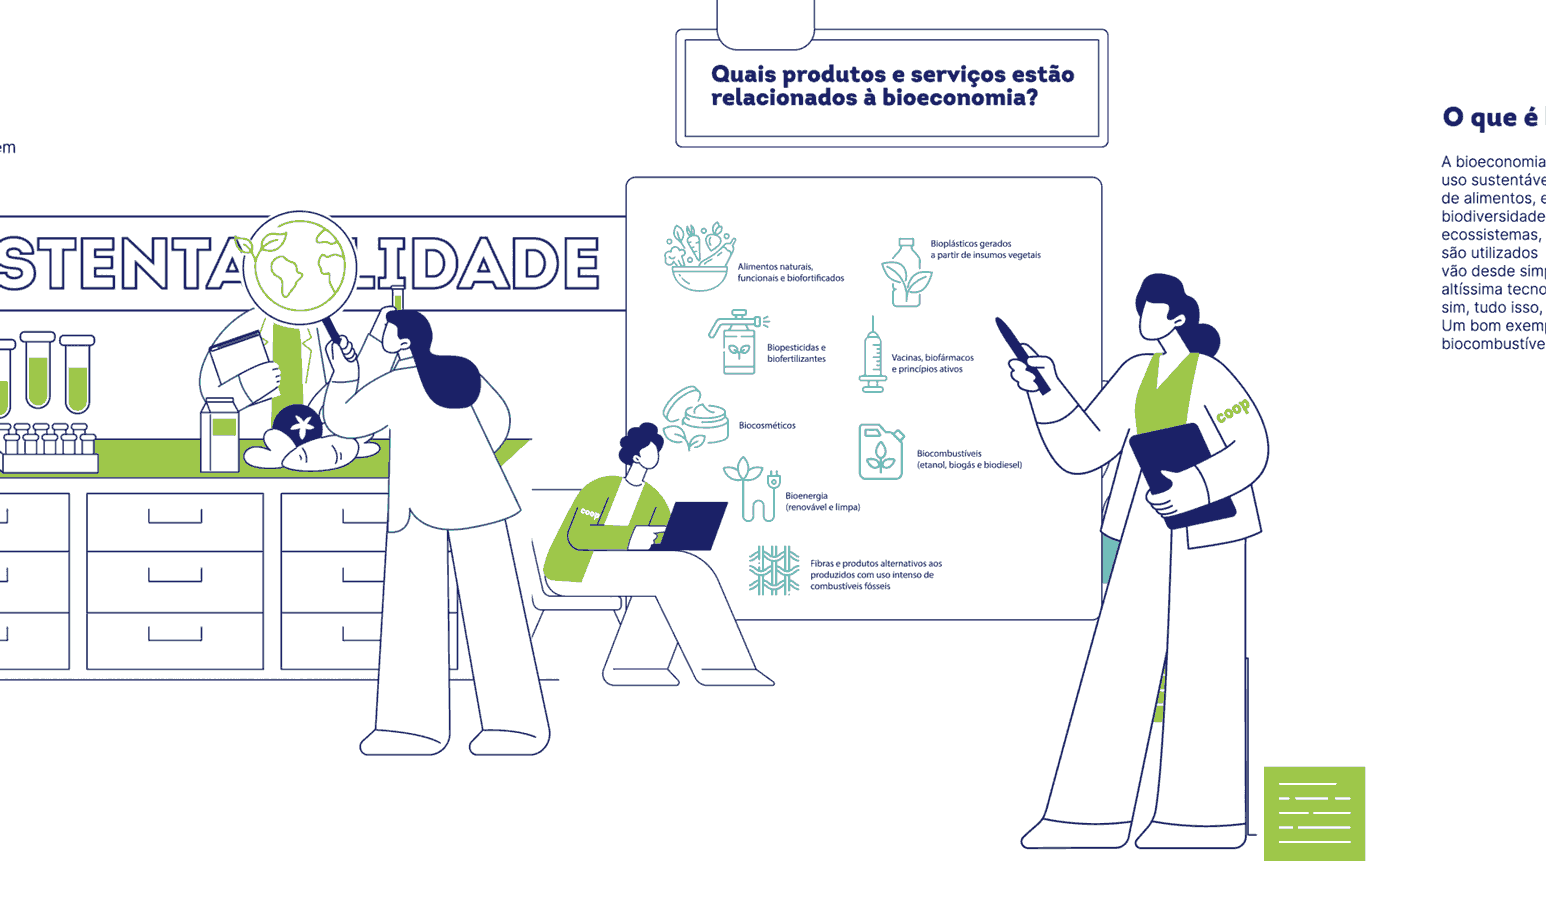 Quais produtos e serviços estão
relacionados à bioeconomia?
em
STENTA
LIDADE
Alimentos naturais,
funcionais e biofortificados
Bioplásticos gerados
a partir de insumos vegetais
Biopesticidas e
biofertilizantes
Vacinas, biofármacos
e princípios ativos
Biocosméticos
Biocombustíveis
(etanol, biogás e biodiesel)
Bioenergia
(renovável e limpa)
Fibras e produtos alternativos aos
produzidos com uso intenso de
combustíveis fósseis
coop
coop
O que é
A bioeconomia
uso sustentáve
de alimentos, e
biodiversidade
ecossistemas,
são utilizados
vão desde simp
altíssima tecno
sim, tudo isso,
Um bom exemp
biocombustíve